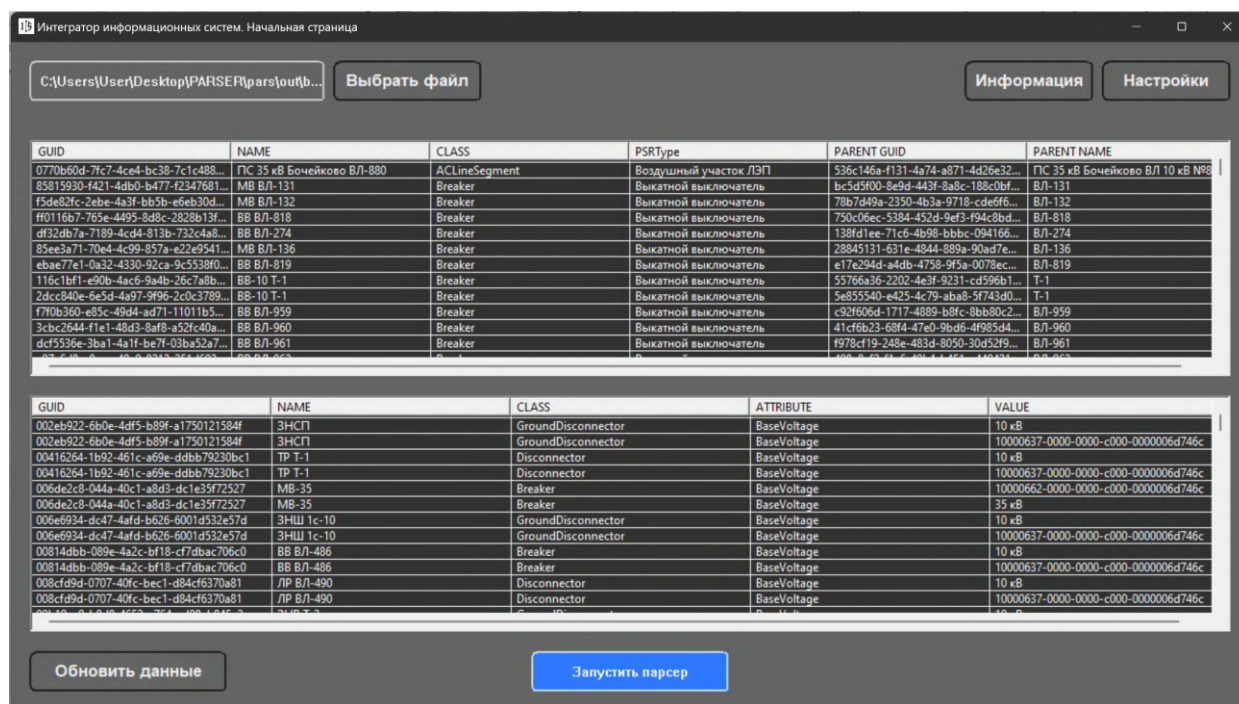 Интегратор информационных систем. Начальная страница
C:\Users\User\Desktop\PARSER\pars\out\b... Выбрать файл Информация Настройки
GUID NAME CLASS PSRType PARENT GUID PARENT NAME
0770b60d-7fc7-4ce4-bc38-7c1c488... ПС 35 кВ Бочейково ВЛ-880 ACLineSegment Воздушный участок ЛЭП 536c146a-f131-4a74-a871-4d26e32... ПС 35 кВ Бочейково ВЛ 10 кВ №8
85815930-f421-4db0-b477-f2347681... МВ ВЛ-131 Breaker Выкатной выключатель bc5d5f00-8e9d-443f-8a8c-188c0bf... ВЛ-131
f5de82fc-2ebe-4a3f-bb5b-e6eb30d... МВ ВЛ-132 Breaker Выкатной выключатель 78b7d49a-2350-4b3a-9718-cde6f6... ВЛ-132
ff0116b7-765e-4495-8d8c-2828b13f... ВВ ВЛ-818 Breaker Выкатной выключатель 750c06ec-5384-452d-9ef3-f94c8bd... ВЛ-818
df32db7a-7189-4cd4-813b-732c4a8... ВВ ВЛ-274 Breaker Выкатной выключатель 138fd1ee-71c6-4b98-bbbc-094166... ВЛ-274
85ee3a71-70e4-4c99-857a-e22e9541... МВ ВЛ-136 Breaker Выкатной выключатель 28845131-631e-4844-889a-90ad7e... ВЛ-136
ebae77e1-0a32-4330-92ca-9c5538f0... ВВ ВЛ-819 Breaker Выкатной выключатель e17e294d-a4db-4758-9f5a-0078ec... ВЛ-819
116c1bf1-e90b-4ac6-9a4b-26c7a8b... ВВ-10 Т-1 Breaker Выкатной выключатель 55766a36-2202-4e3f-9231-cd596b1... Т-1
2dcc840e-6e5d-4a97-9f96-2c0c3789... ВВ-10 Т-1 Breaker Выкатной выключатель 5e855540-e425-4c79-aba8-5f743d0... Т-1
f7f0b360-e85c-49d4-ad71-11011b5... ВВ ВЛ-959 Breaker Выкатной выключатель c92f606d-1717-4889-b8fc-8bb80c2... ВЛ-959
3cbc2644-f1e1-48d3-8af8-a52fc40a... ВВ ВЛ-960 Breaker Выкатной выключатель 41cf6b23-68f4-47e0-9bd6-4f985d4... ВЛ-960
dcf5536e-3ba1-4a1f-be7f-03ba52a7... ВВ ВЛ-961 Breaker Выкатной выключатель f978cf19-248e-483d-8050-30d52f9... ВЛ-961
GUID NAME CLASS ATTRIBUTE VALUE
002eb922-6b0e-4df5-b89f-a1750121584f ЗНСП GroundDisconnector BaseVoltage 10 кВ
002eb922-6b0e-4df5-b89f-a1750121584f ЗНСП GroundDisconnector BaseVoltage 10000637-0000-0000-c000-0000006d746c
00416264-1b92-461c-a69e-ddbb79230bc1 ТР Т-1 Disconnector BaseVoltage 10 кВ
00416264-1b92-461c-a69e-ddbb79230bc1 ТР Т-1 Disconnector BaseVoltage 10000637-0000-0000-c000-0000006d746c
006de2c8-044a-40c1-a8d3-dc1e35f72527 МВ-35 Breaker BaseVoltage 10000662-0000-0000-c000-0000006d746c
006de2c8-044a-40c1-a8d3-dc1e35f72527 МВ-35 Breaker BaseVoltage 35 кВ
006e6934-dc47-4afd-b626-6001d532e57d ЗНШ 1с-10 GroundDisconnector BaseVoltage 10 кВ
006e6934-dc47-4afd-b626-6001d532e57d ЗНШ 1с-10 GroundDisconnector BaseVoltage 10000637-0000-0000-c000-0000006d746c
00814dbb-089e-4a2c-bf18-cf7dbac706c0 ВВ ВЛ-486 Breaker BaseVoltage 10 кВ
00814dbb-089e-4a2c-bf18-cf7dbac706c0 ВВ ВЛ-486 Breaker BaseVoltage 10000637-0000-0000-c000-0000006d746c
008cfd9d-0707-40fc-bec1-d84cf6370a81 ЛР ВЛ-490 Disconnector BaseVoltage 10 кВ
008cfd9d-0707-40fc-bec1-d84cf6370a81 ЛР ВЛ-490 Disconnector BaseVoltage 10000637-0000-0000-c000-0000006d746c
Обновить данные Запустить парсер